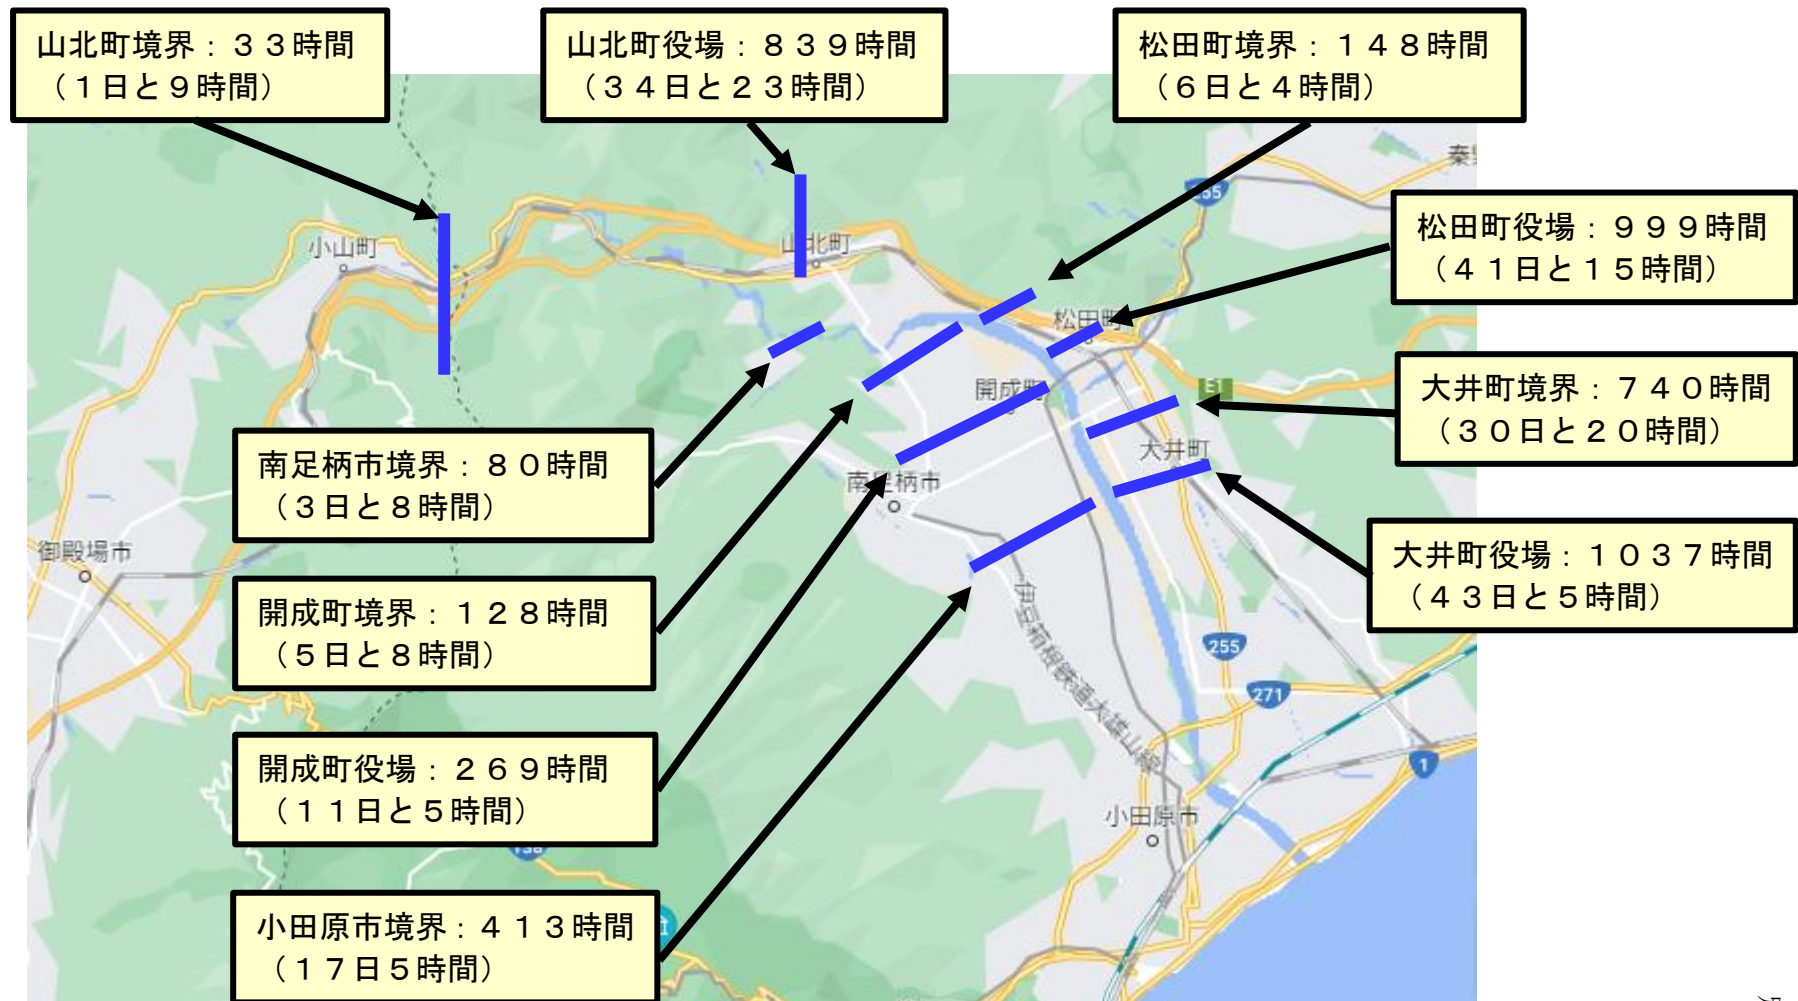 山北町境界：３３時間
（１日と９時間）
山北町役場：８３９時間
（３４日と２３時間）
松田町境界：１４８時間
（６日と４時間）
松田町役場：９９９時間
（４１日と１５時間）
大井町境界：７４０時間
（３０日と２０時間）
大井町役場：１０３７時間
（４３日と５時間）
南足柄市境界：８０時間
（３日と８時間）
開成町境界：１２８時間
（５日と８時間）
開成町役場：２６９時間
（１１日と５時間）
小田原市境界：４１３時間
（１７日５時間）
小山町
山北町
松田町
開成町
大井町
南足柄市
御殿場市
伊豆箱根鉄道大雄山線
小田原市
E1
255
271
1